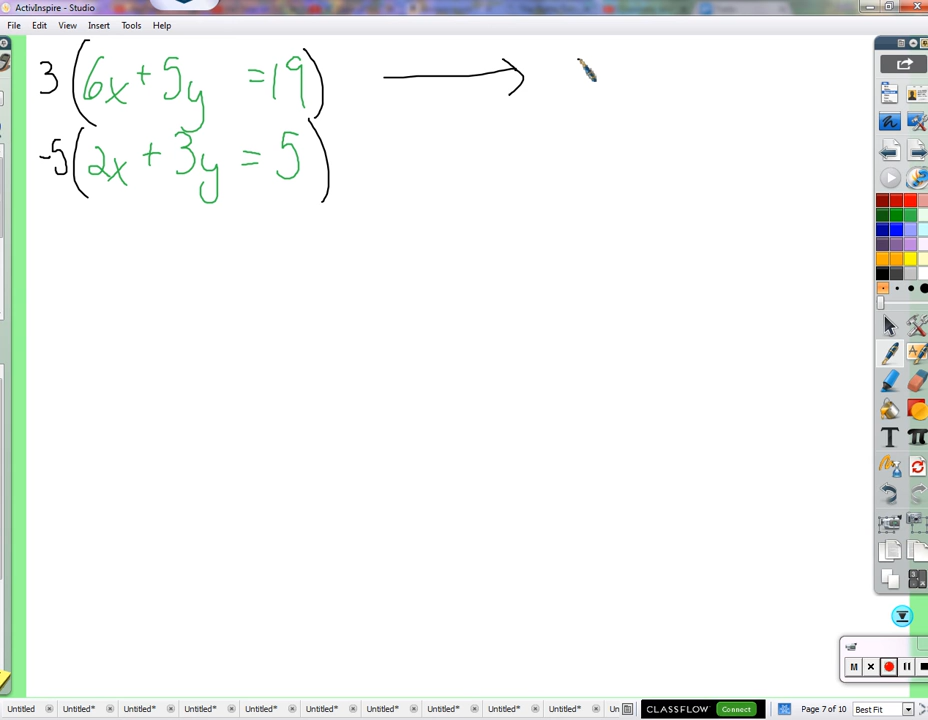 ActivInspire - Studio
File Edit View Insert Tools Help
3(6x+5y =19)
-5(2x + 3y = 5)
M
Untitled Untitled* Untitled* Untitled* Untitled* Untitled* Untitled* Untitled* Untitled* Untitled* Un CLASSFLOW Connect Page 7 of 10 Best Fit